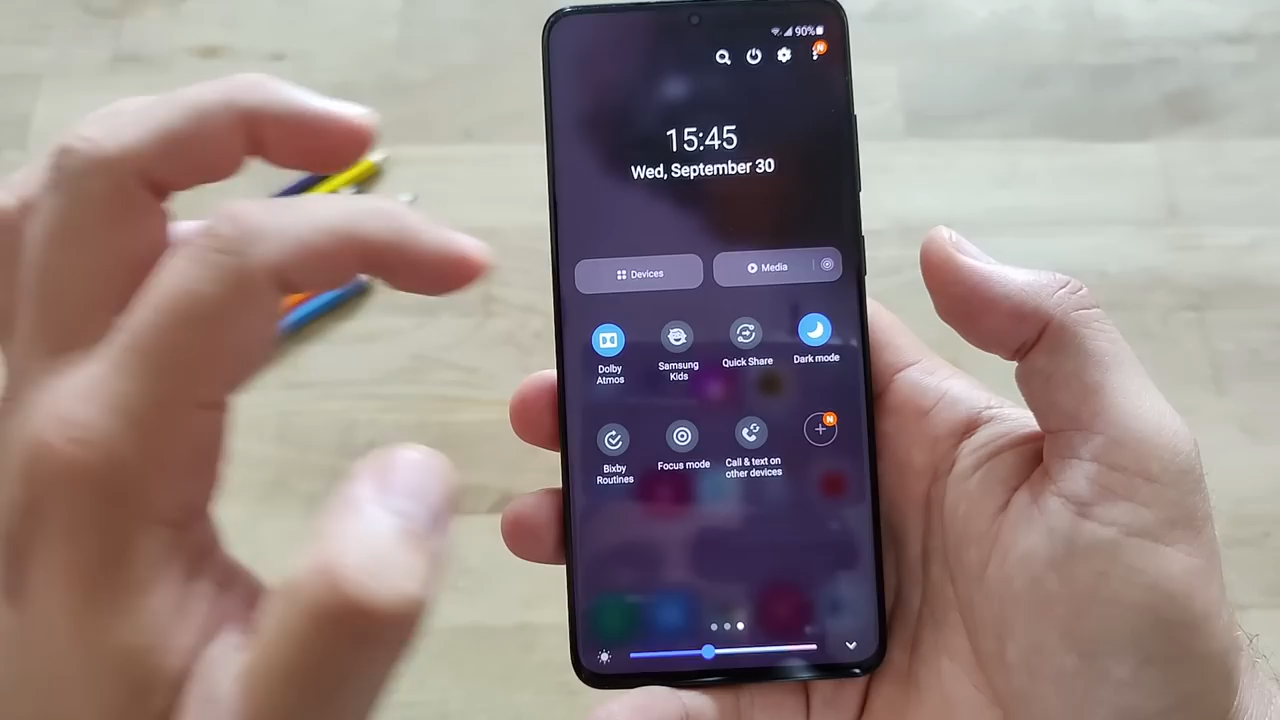 90%
N
15:45
Wed, September 30
Devices
Media
Dolby
Atmos
Samsung
Kids
Quick Share
Dark mode
Bixby
Routines
Focus mode
Call & text on
other devices
N